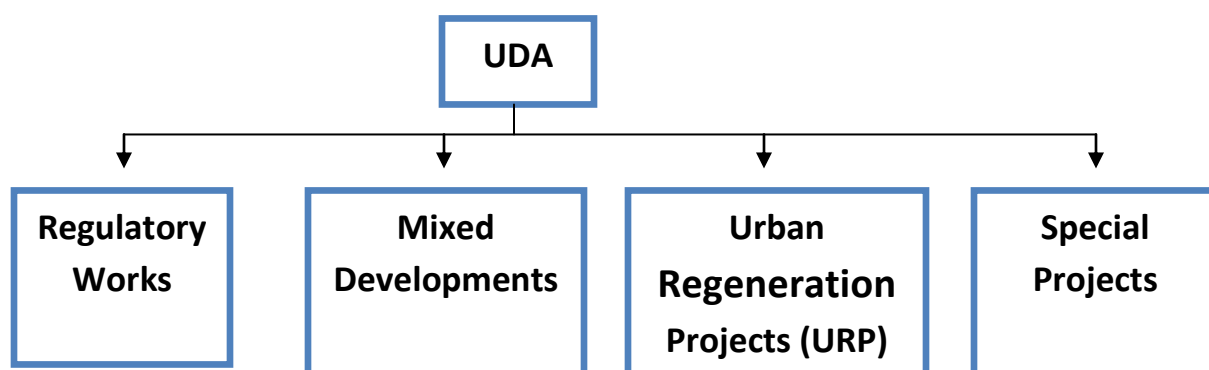 UDA
Regulatory
Works
Mixed
Developments
Urban
Regeneration
Projects (URP)
Special
Projects